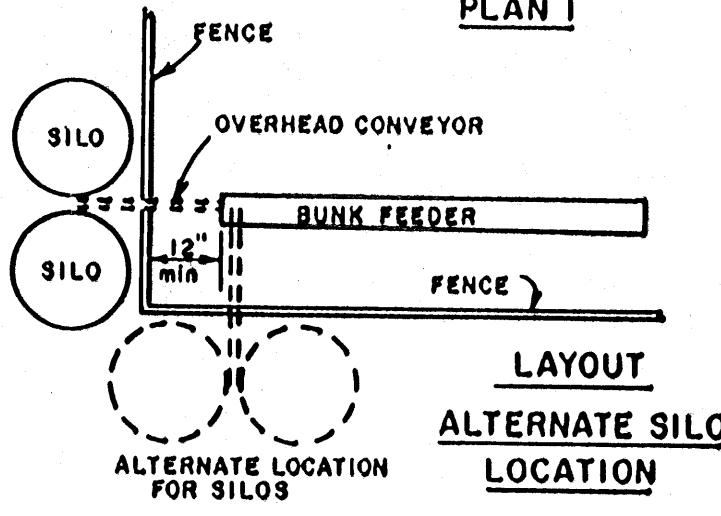 PLAN I
FENCE
SILO
OVERHEAD CONVEYOR
BUNK FEEDER
12"
min
SILO
FENCE
LAYOUT
ALTERNATE SILO
LOCATION
ALTERNATE LOCATION
FOR SILOS